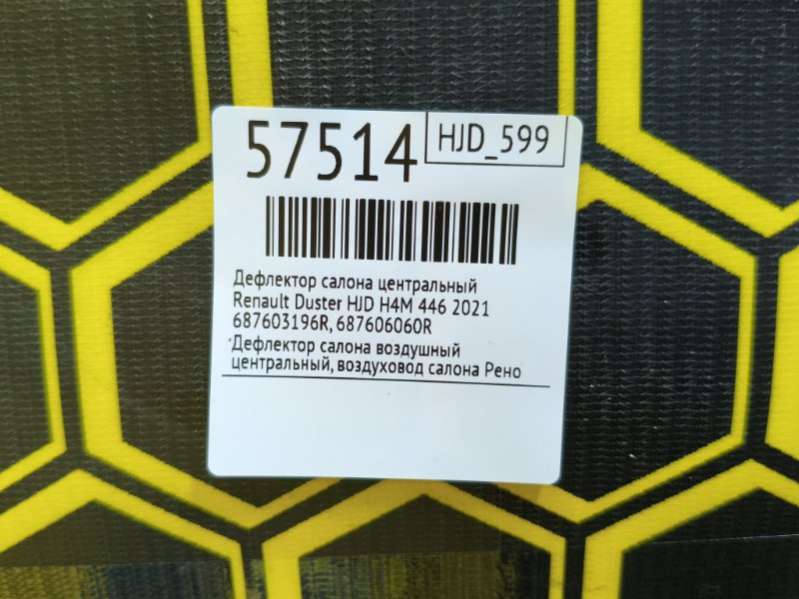 57514
HJD_599
Дефлектор салона центральный
Renault Duster HJD H4M 446 2021
687603196R, 687606060R
Дефлектор салона воздушный
центральный, воздуховод салона Рено